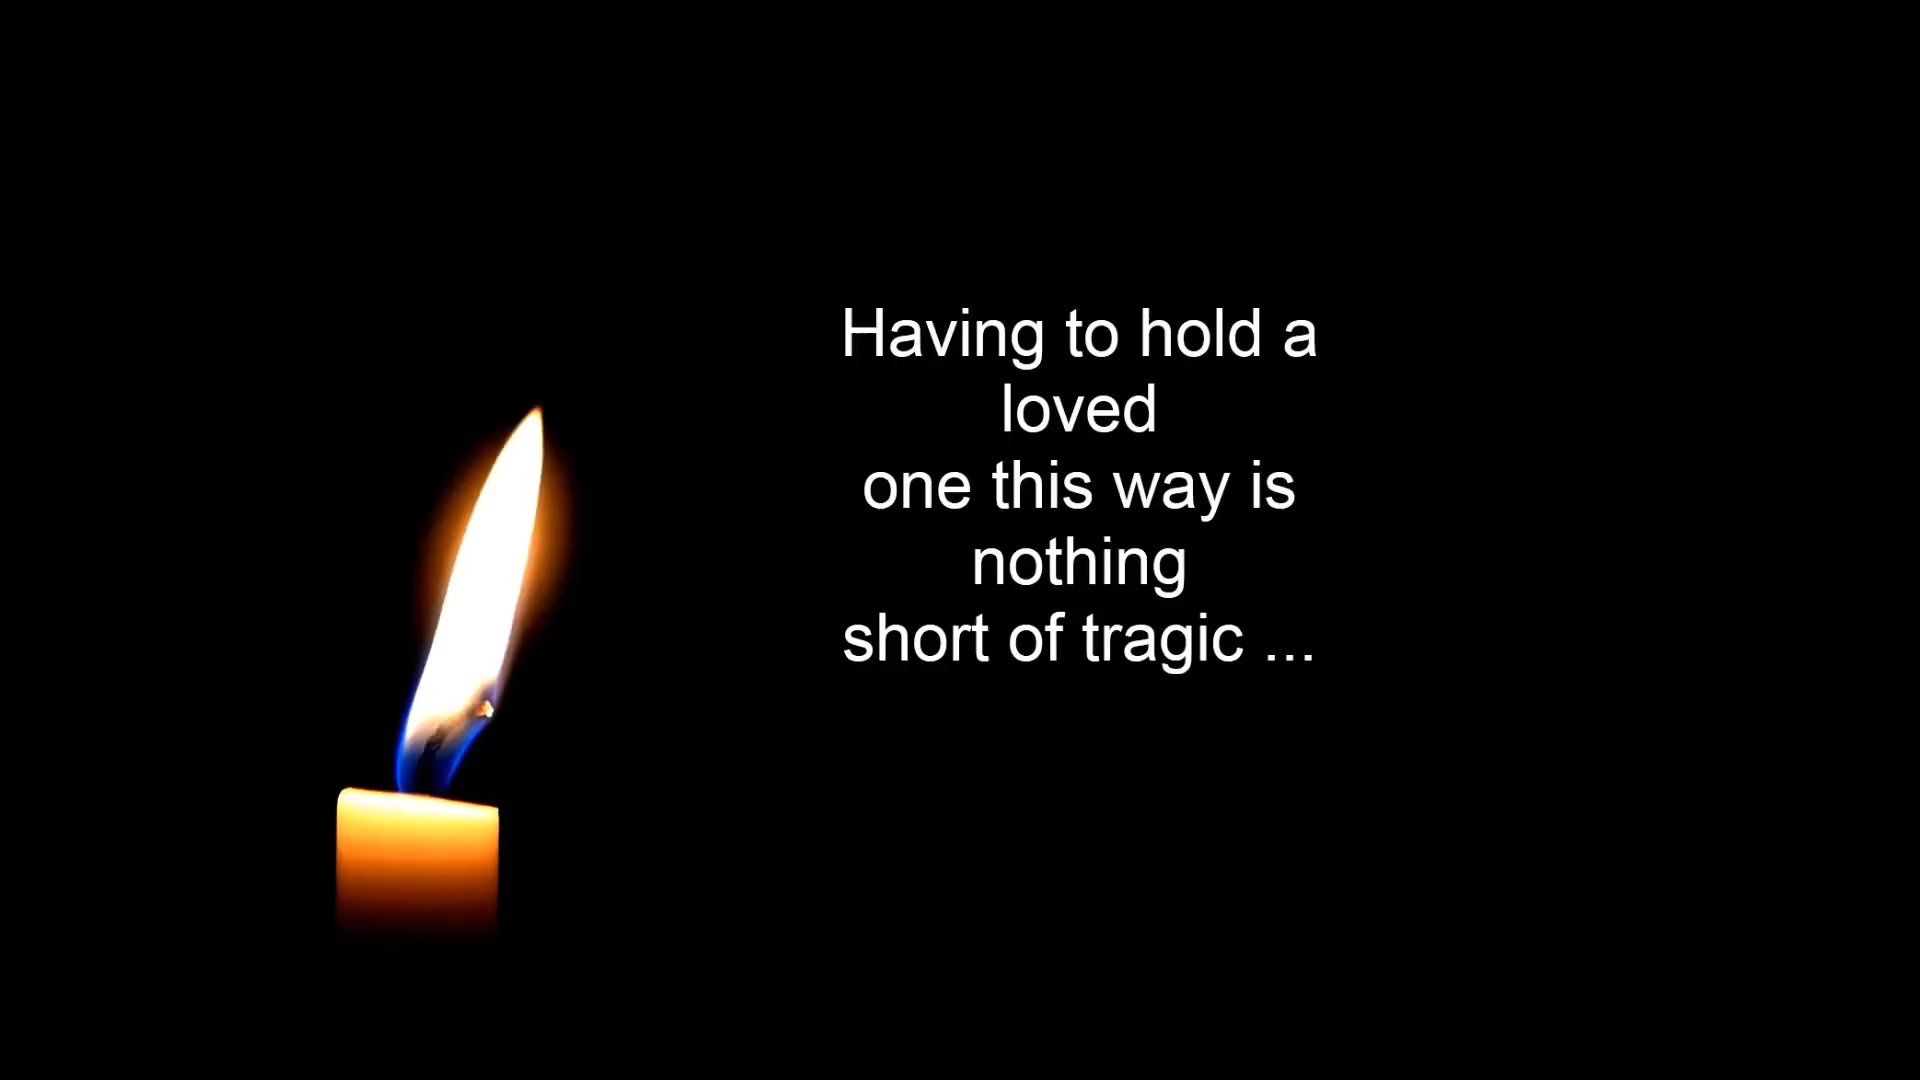 Having to hold a
loved
one this way is
nothing
short of tragic ...